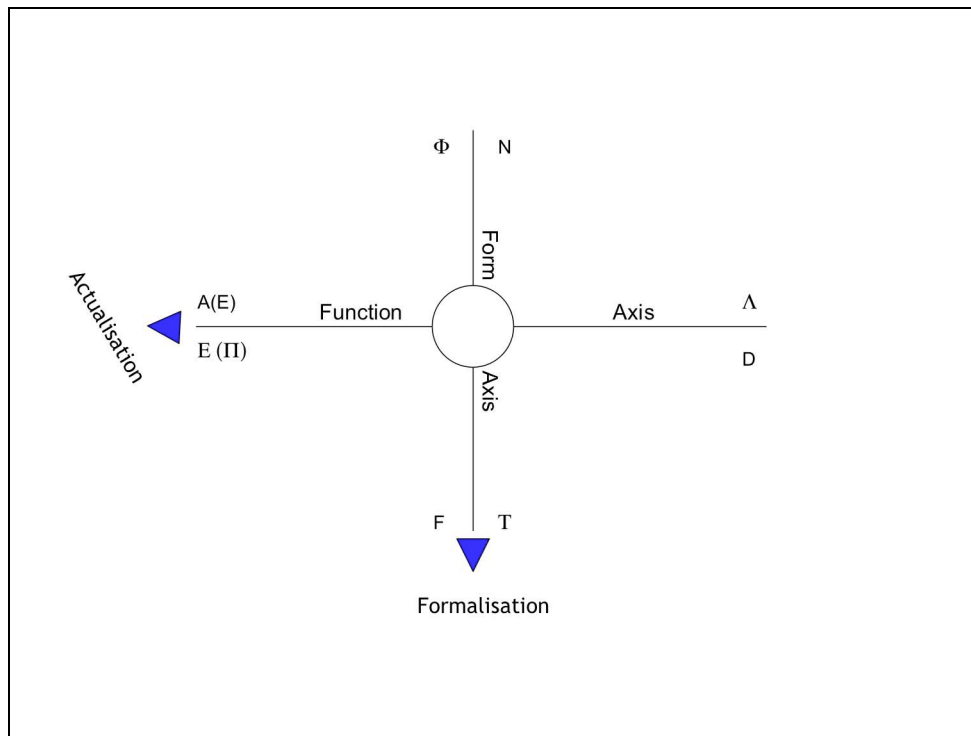 Φ N
Form
Actualisation
A(E)
Function
Axis
Λ
E (Π)
D
Axis
F T
Formalisation